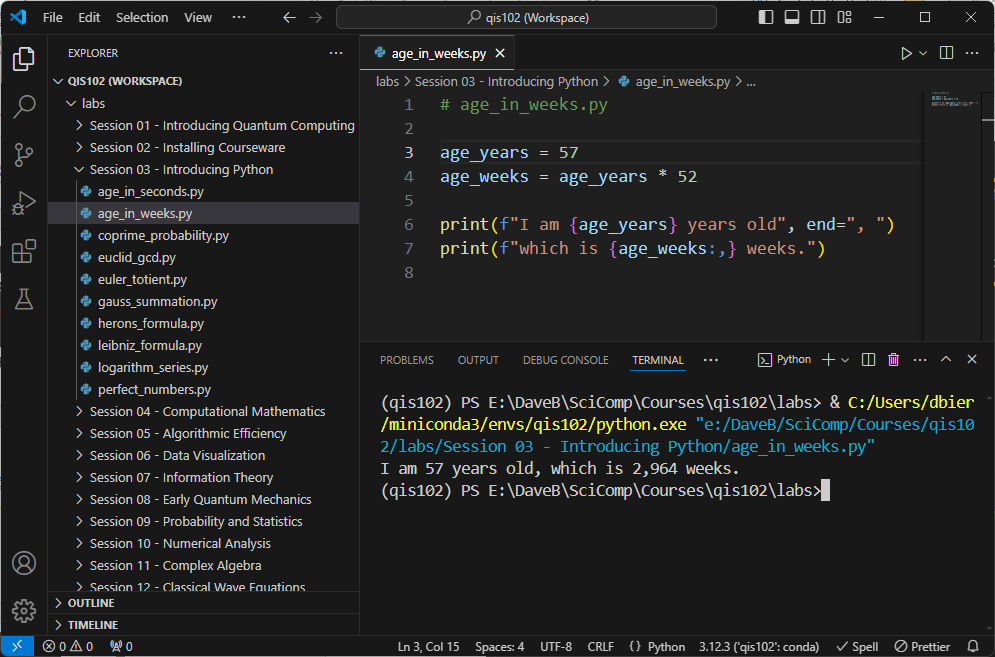 File Edit Selection View ··· qis102 (Workspace)
EXPLORER ···
QIS102 (WORKSPACE)
labs
Session 01 - Introducing Quantum Computing
Session 02 - Installing Courseware
Session 03 - Introducing Python
age_in_seconds.py
age_in_weeks.py
coprime_probability.py
euclid_gcd.py
euler_totient.py
gauss_summation.py
herons_formula.py
leibniz_formula.py
logarithm_series.py
perfect_numbers.py
Session 04 - Computational Mathematics
Session 05 - Algorithmic Efficiency
Session 06 - Data Visualization
Session 07 - Information Theory
Session 08 - Early Quantum Mechanics
Session 09 - Probability and Statistics
Session 10 - Numerical Analysis
Session 11 - Complex Algebra
Session 12 - Classical Wave Equations
OUTLINE
TIMELINE
age_in_weeks.py
labs > Session 03 - Introducing Python > age_in_weeks.py > ...
1 # age_in_weeks.py
2
3 age_years = 57
4 age_weeks = age_years * 52
5
6 print(f"I am {age_years} years old", end=", ")
7 print(f"which is {age_weeks:,} weeks.")
8
PROBLEMS OUTPUT DEBUG CONSOLE TERMINAL ··· Python
(qis102) PS E:\DaveB\SciComp\Courses\qis102\labs> & C:/Users/dbier
/miniconda3/envs/qis102/python.exe "e:/DaveB/SciComp/Courses/qis10
2/labs/Session 03 - Introducing Python/age_in_weeks.py"
I am 57 years old, which is 2,964 weeks.
(qis102) PS E:\DaveB\SciComp\Courses\qis102\labs>
0 0 0 Ln 3, Col 15 Spaces: 4 UTF-8 CRLF {} Python 3.12.3 ('qis102': conda) Spell Prettier